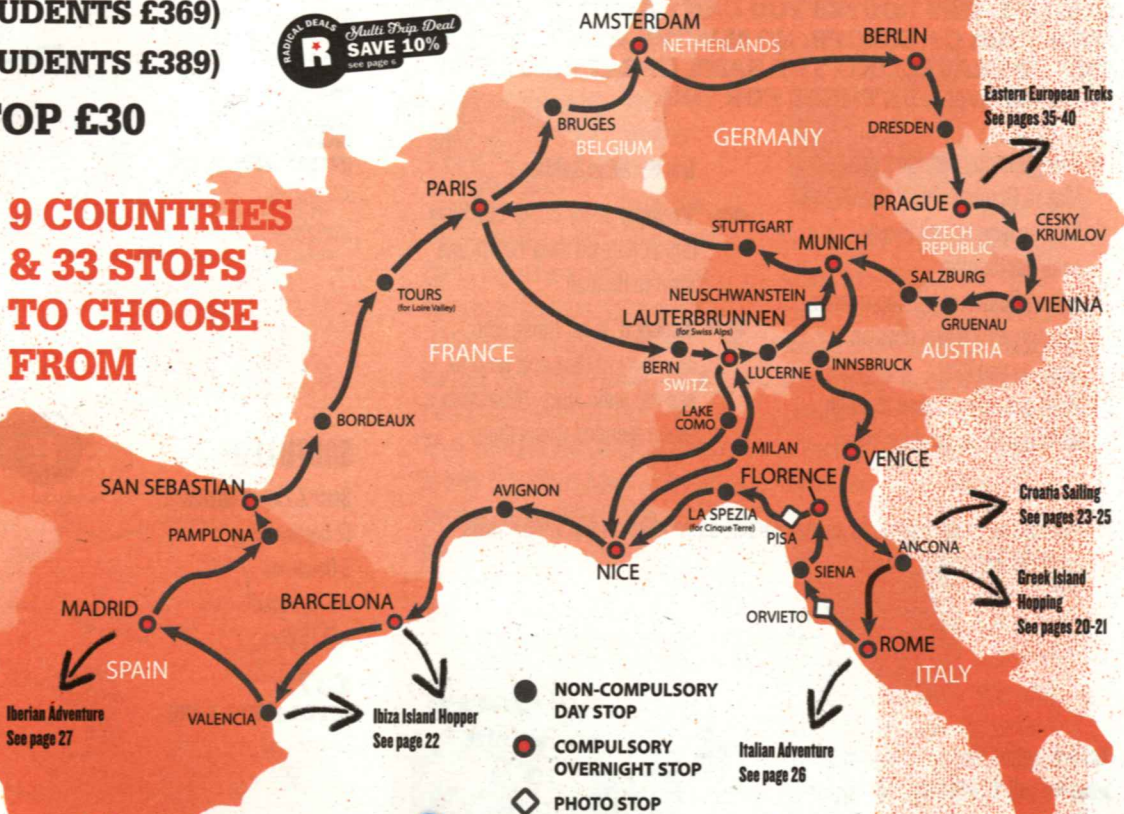 UDENTS £369)
UDENTS £389)
OP £30
RADICAL DEALS
R
Multi Trip Deal
SAVE 10%
see page 6
9 COUNTRIES
& 33 STOPS
TO CHOOSE
FROM
AMSTERDAM
NETHERLANDS
BERLIN
Eastern European Treks
See pages 35-40
BRUGES
BELGIUM
GERMANY
DRESDEN
PARIS
PRAGUE
CZECH
REPUBLIC
CESKY
KRUMLOV
STUTTGART
MUNICH
SALZBURG
TOURS
(for Loire Valley)
NEUSCHWANSTEIN
VIENNA
GRUENAU
LAUTERBRUNNEN
(for Swiss Alps)
FRANCE
AUSTRIA
BERN
SWITZ.
LUCERNE
INNSBRUCK
LAKE
COMO
BORDEAUX
MILAN
VENICE
FLORENCE
SAN SEBASTIAN
AVIGNON
LA SPEZIA
(for Cinque Terre)
Croatia Sailing
See pages 23-25
PAMPLONA
PISA
ANCONA
NICE
SIENA
Greek Island
Hopping
See pages 20-21
MADRID
BARCELONA
ORVIETO
ROME
SPAIN
ITALY
Iberian Adventure
See page 27
VALENCIA
Ibiza Island Hopper
See page 22
NON-COMPULSORY
DAY STOP
COMPULSORY
OVERNIGHT STOP
PHOTO STOP
Italian Adventure
See page 26